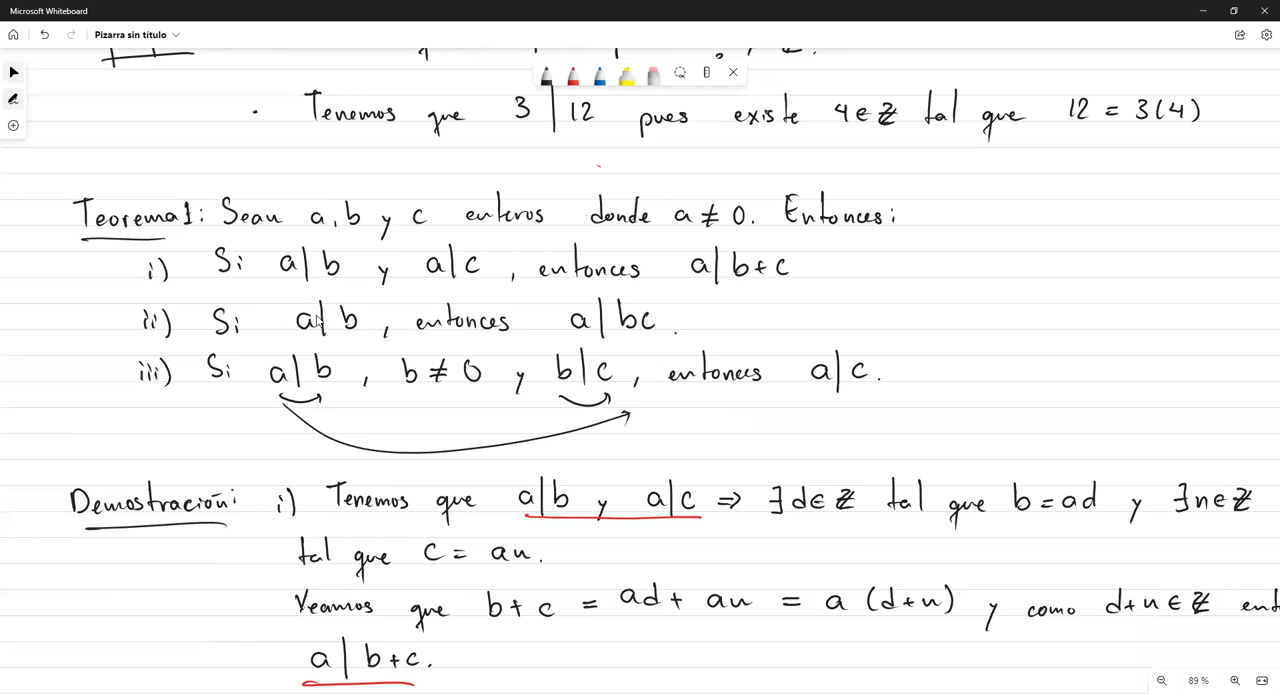 Microsoft Whiteboard
Pizarra sin título
· Tenemos que 3 | 12 pues existe 4 ∈ ℤ tal que 12 = 3(4)
Teorema 1: Sean a, b y c enteros donde a ≠ 0. Entonces:
i) Si a|b y a|c, entonces a|b+c
ii) Si a|b, entonces a|bc.
iii) Si a|b, b ≠ 0 y b|c, entonces a|c.
Demostración: i) Tenemos que a|b y a|c ⇒ ∃ d ∈ ℤ tal que b = ad y ∃ n ∈ ℤ
tal que c = an.
Veamos que b+c = ad + an = a (d+n) y como d+n ∈ ℤ ent
a | b+c.
89 %